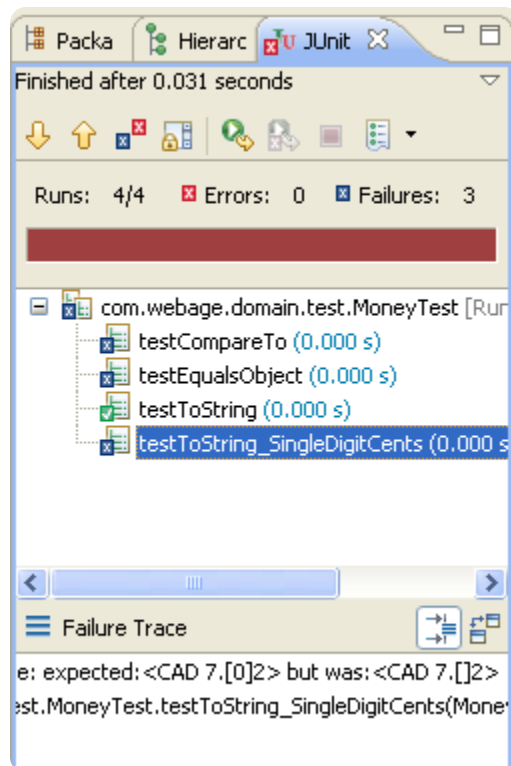 Packa Hierarc JUnit
Finished after 0.031 seconds
Runs: 4/4 Errors: 0 Failures: 3
com.webage.domain.test.MoneyTest [Run
testCompareTo (0.000 s)
testEqualsObject (0.000 s)
testToString (0.000 s)
testToString_SingleDigitCents (0.000 s
Failure Trace
e: expected:<CAD 7.[0]2> but was:<CAD 7.[]2>
est.MoneyTest.testToString_SingleDigitCents(Mone